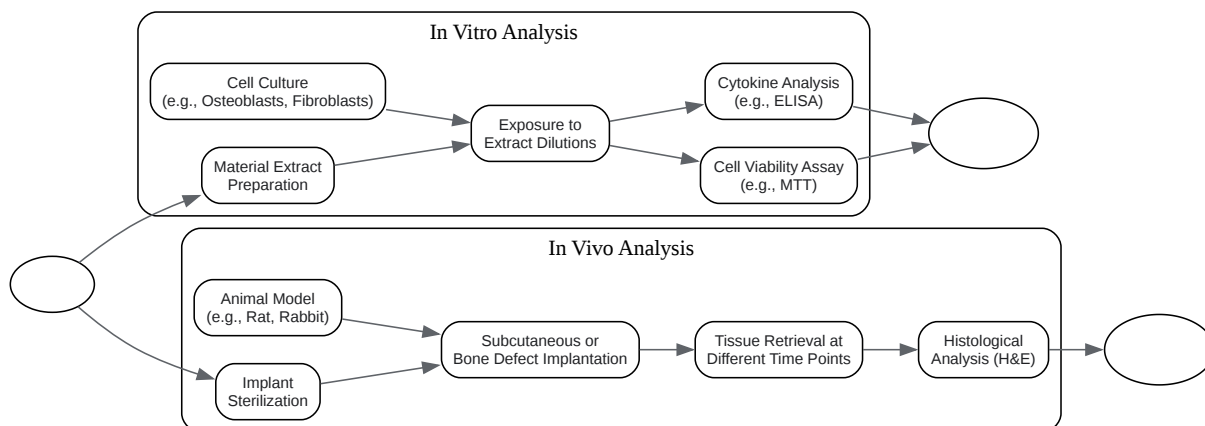 In Vitro Analysis
Cell Culture
(e.g., Osteoblasts, Fibroblasts)
Material Extract
Preparation
Exposure to
Extract Dilutions
Cytokine Analysis
(e.g., ELISA)
Cell Viability Assay
(e.g., MTT)
In Vivo Analysis
Animal Model
(e.g., Rat, Rabbit)
Implant
Sterilization
Subcutaneous or
Bone Defect Implantation
Tissue Retrieval at
Different Time Points
Histological
Analysis (H&E)